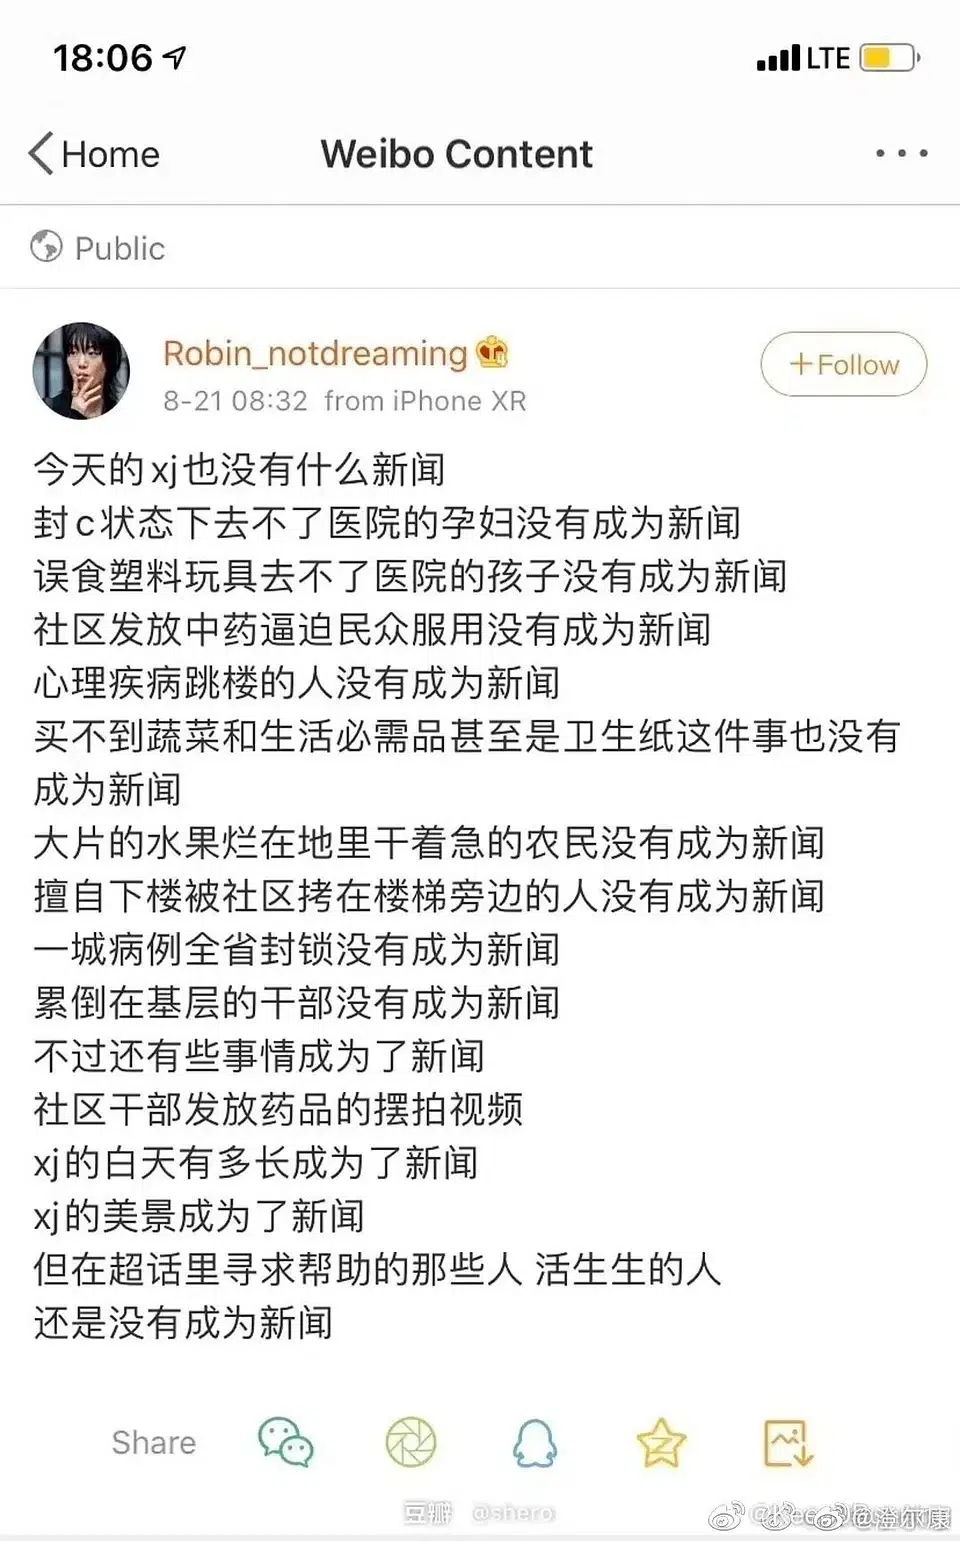 18:06
LTE
Home
Weibo Content
Public
Robin_notdreaming
+Follow
8-21 08:32 from iPhone XR
今天的xj也没有什么新闻
封c状态下去不了医院的孕妇没有成为新闻
误食塑料玩具去不了医院的孩子没有成为新闻
社区发放中药逼迫民众服用没有成为新闻
心理疾病跳楼的人没有成为新闻
买不到蔬菜和生活必需品甚至是卫生纸这件事也没有
成为新闻
大片的水果烂在地里干着急的农民没有成为新闻
擅自下楼被社区拷在楼梯旁边的人没有成为新闻
一城病例全省封锁没有成为新闻
累倒在基层的干部没有成为新闻
不过还有些事情成为了新闻
社区干部发放药品的摆拍视频
xj的白天有多长成为了新闻
xj的美景成为了新闻
但在超话里寻求帮助的那些人 活生生的人
还是没有成为新闻
Share
豆瓣 @shero
@澄尔康